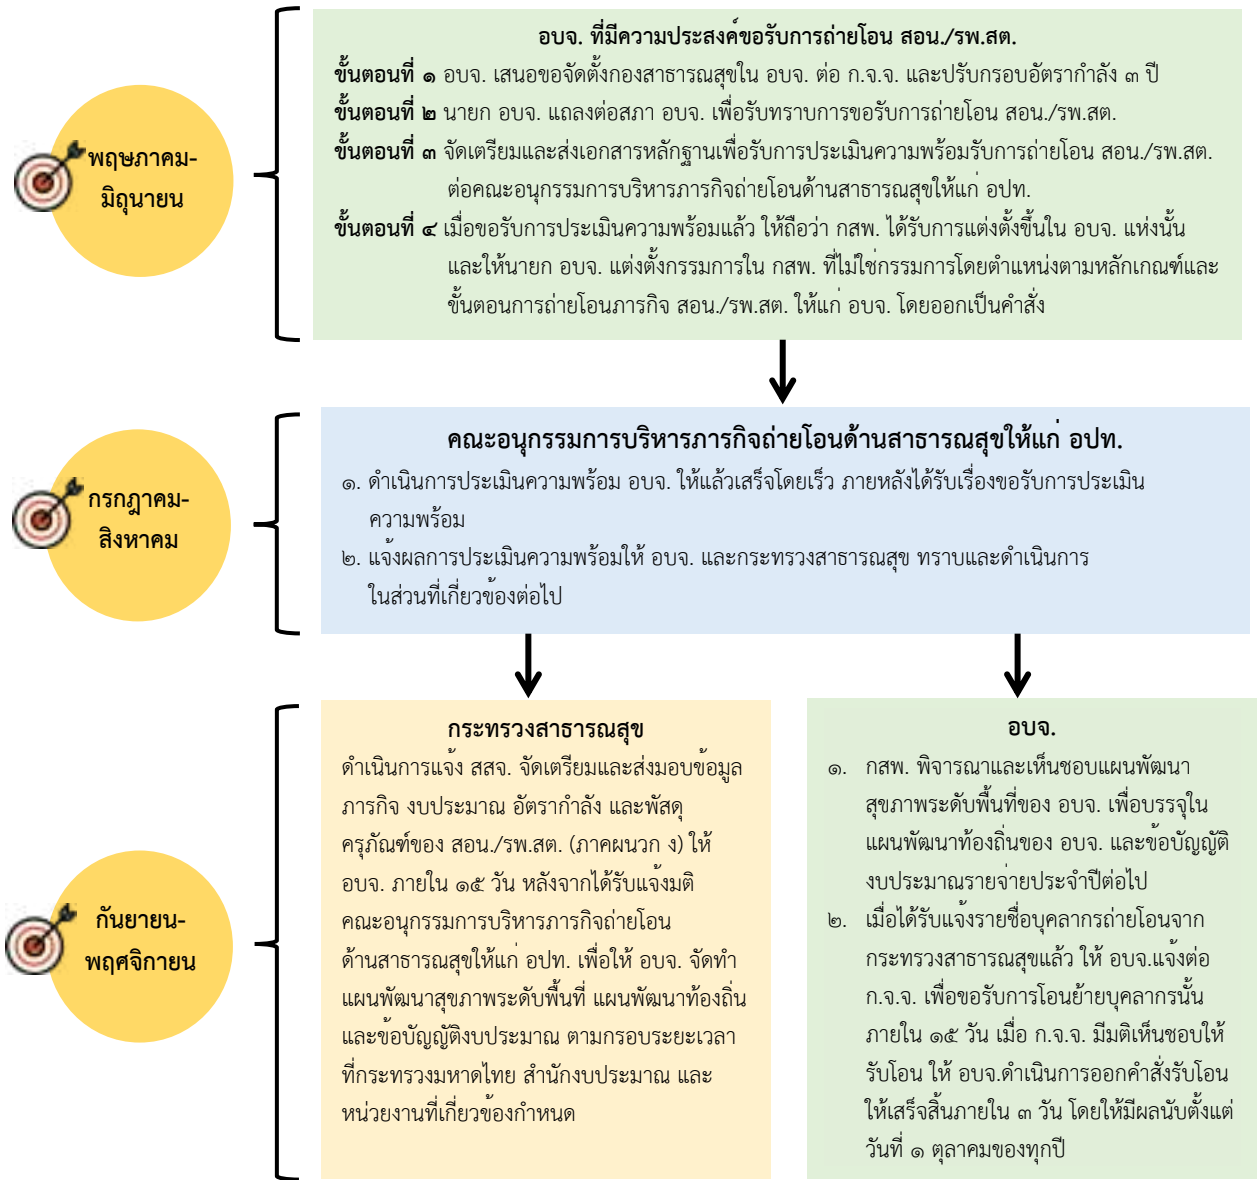 พฤษภาคม-
มิถุนายน
อบจ. ที่มีความประสงค์ขอรับการถ่ายโอน สอน./รพ.สต.
ขั้นตอนที่ ๑ อบจ. เสนอขอจัดตั้งกองสาธารณสุขใน อบจ. ต่อ ก.จ.จ. และปรับกรอบอัตรากำลัง ๓ ปี
ขั้นตอนที่ ๒ นายก อบจ. แถลงต่อสภา อบจ. เพื่อรับทราบการขอรับการถ่ายโอน สอน./รพ.สต.
ขั้นตอนที่ ๓ จัดเตรียมและส่งเอกสารหลักฐานเพื่อรับการประเมินความพร้อมรับการถ่ายโอน สอน./รพ.สต.
ต่อคณะอนุกรรมการบริหารภารกิจถ่ายโอนด้านสาธารณสุขให้แก่ อปท.
ขั้นตอนที่ ๔ เมื่อขอรับการประเมินความพร้อมแล้ว ให้ถือว่า กสพ. ได้รับการแต่งตั้งขึ้นใน อบจ. แห่งนั้น
และให้นายก อบจ. แต่งตั้งกรรมการใน กสพ. ที่ไม่ใช่กรรมการโดยตำแหน่งตามหลักเกณฑ์และ
ขั้นตอนการถ่ายโอนภารกิจ สอน./รพ.สต. ให้แก่ อบจ. โดยออกเป็นคำสั่ง
กรกฎาคม-
สิงหาคม
คณะอนุกรรมการบริหารภารกิจถ่ายโอนด้านสาธารณสุขให้แก่ อปท.
๑. ดำเนินการประเมินความพร้อม อบจ. ให้แล้วเสร็จโดยเร็ว ภายหลังได้รับเรื่องขอรับการประเมิน
ความพร้อม
๒. แจ้งผลการประเมินความพร้อมให้ อบจ. และกระทรวงสาธารณสุข ทราบและดำเนินการ
ในส่วนที่เกี่ยวข้องต่อไป
กันยายน-
พฤศจิกายน
กระทรวงสาธารณสุข
ดำเนินการแจ้ง สสจ. จัดเตรียมและส่งมอบข้อมูล
ภารกิจ งบประมาณ อัตรากำลัง และพัสดุ
ครุภัณฑ์ของ สอน./รพ.สต. (ภาคผนวก ง) ให้
อบจ. ภายใน ๑๕ วัน หลังจากได้รับแจ้งมติ
คณะอนุกรรมการบริหารภารกิจถ่ายโอน
ด้านสาธารณสุขให้แก่ อปท. เพื่อให้ อบจ. จัดทำ
แผนพัฒนาสุขภาพระดับพื้นที่ แผนพัฒนาท้องถิ่น
และข้อบัญญัติงบประมาณ ตามกรอบระยะเวลา
ที่กระทรวงมหาดไทย สำนักงบประมาณ และ
หน่วยงานที่เกี่ยวข้องกำหนด
อบจ.
๑. กสพ. พิจารณาและเห็นชอบแผนพัฒนา
สุขภาพระดับพื้นที่ของ อบจ. เพื่อบรรจุใน
แผนพัฒนาท้องถิ่นของ อบจ. และข้อบัญญัติ
งบประมาณรายจ่ายประจำปีต่อไป
๒. เมื่อได้รับแจ้งรายชื่อบุคลากรถ่ายโอนจาก
กระทรวงสาธารณสุขแล้ว ให้ อบจ.แจ้งต่อ
ก.จ.จ. เพื่อขอรับการโอนย้ายบุคลากรนั้น
ภายใน ๑๕ วัน เมื่อ ก.จ.จ. มีมติเห็นชอบให้
รับโอน ให้ อบจ.ดำเนินการออกคำสั่งรับโอน
ให้เสร็จสิ้นภายใน ๓ วัน โดยให้มีผลนับตั้งแต่
วันที่ ๑ ตุลาคมของทุกปี